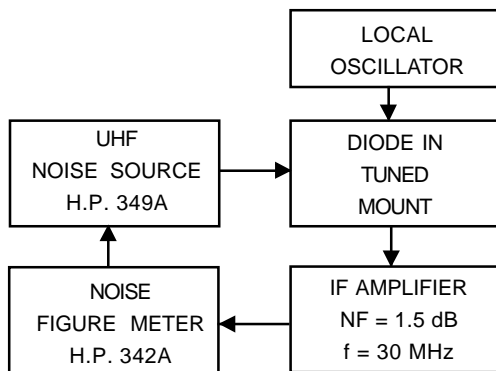 LOCAL
OSCILLATOR
UHF
NOISE SOURCE
H.P. 349A
DIODE IN
TUNED
MOUNT
NOISE
FIGURE METER
H.P. 342A
IF AMPLIFIER
NF = 1.5 dB
f = 30 MHz